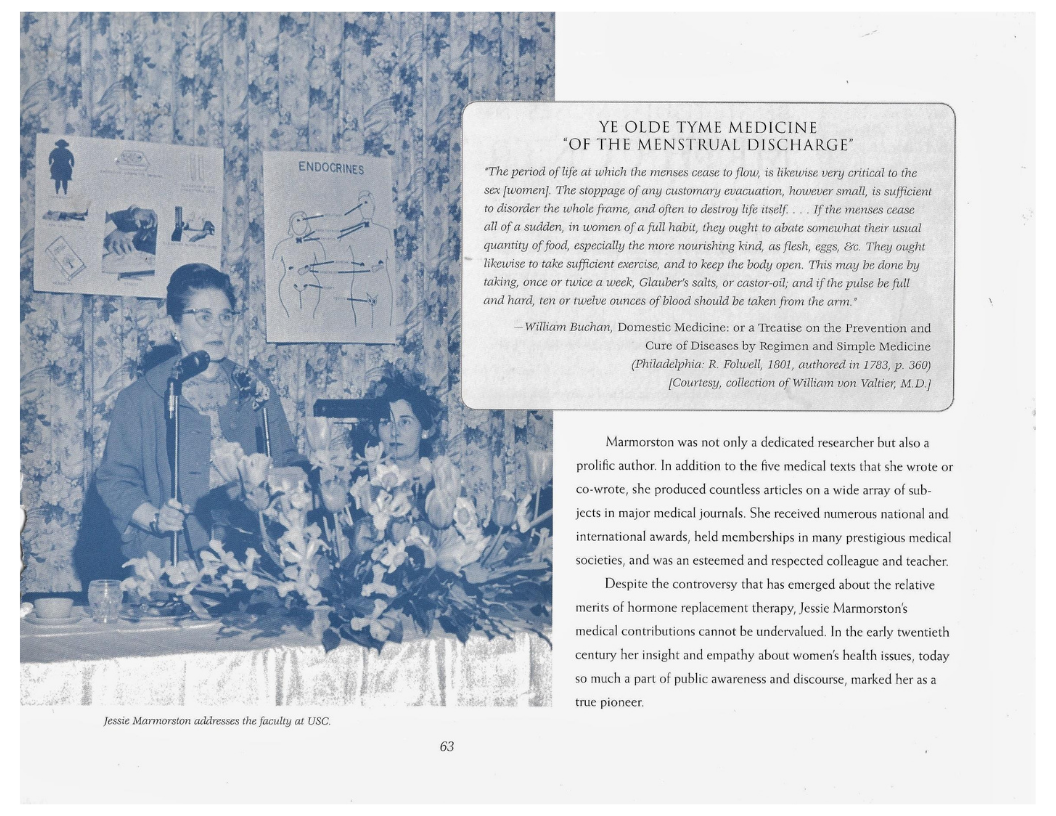 ENDOCRINES
YE OLDE TYME MEDICINE
"OF THE MENSTRUAL DISCHARGE"
"The period of life at which the menses cease to flow, is likewise very critical to the
sex [women]. The stoppage of any customary evacuation, however small, is sufficient
to disorder the whole frame, and often to destroy life itself. . . . If the menses cease
all of a sudden, in women of a full habit, they ought to abate somewhat their usual
quantity of food, especially the more nourishing kind, as flesh, eggs, &c. They ought
likewise to take sufficient exercise, and to keep the body open. This may be done by
taking, once or twice a week, Glauber's salts, or castor-oil; and if the pulse be full
and hard, ten or twelve ounces of blood should be taken from the arm."
—William Buchan, Domestic Medicine: or a Treatise on the Prevention and
Cure of Diseases by Regimen and Simple Medicine
(Philadelphia: R. Folwell, 1801, authored in 1783, p. 360)
[Courtesy, collection of William von Valtier, M.D.]
Marmorston was not only a dedicated researcher but also a
prolific author. In addition to the five medical texts that she wrote or
co-wrote, she produced countless articles on a wide array of sub-
jects in major medical journals. She received numerous national and
international awards, held memberships in many prestigious medical
societies, and was an esteemed and respected colleague and teacher.
Despite the controversy that has emerged about the relative
merits of hormone replacement therapy, Jessie Marmorston's
medical contributions cannot be undervalued. In the early twentieth
century her insight and empathy about women's health issues, today
so much a part of public awareness and discourse, marked her as a
true pioneer.
Jessie Marmorston addresses the faculty at USC.
63